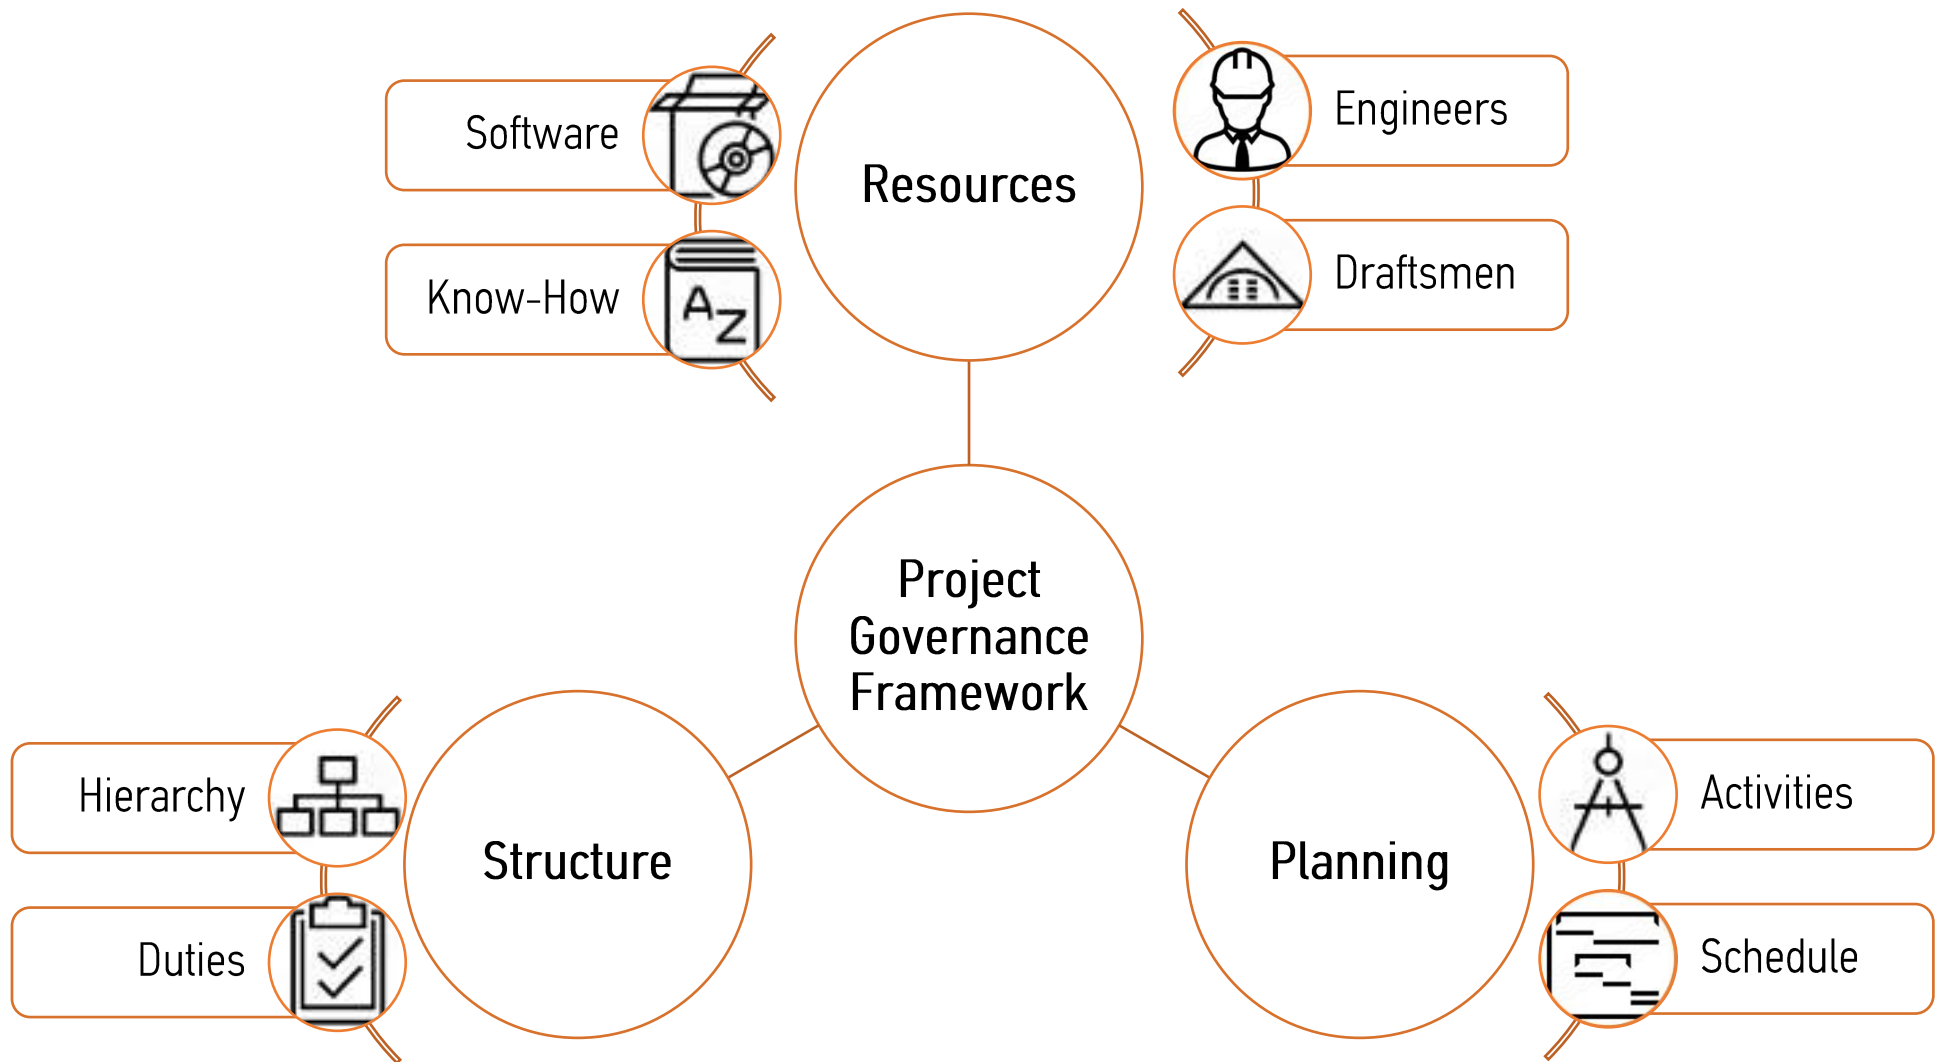 Software
Know-How
Resources
Engineers
Draftsmen
A
Z
Project
Governance
Framework
Hierarchy
Duties
Structure
Planning
Activities
Schedule